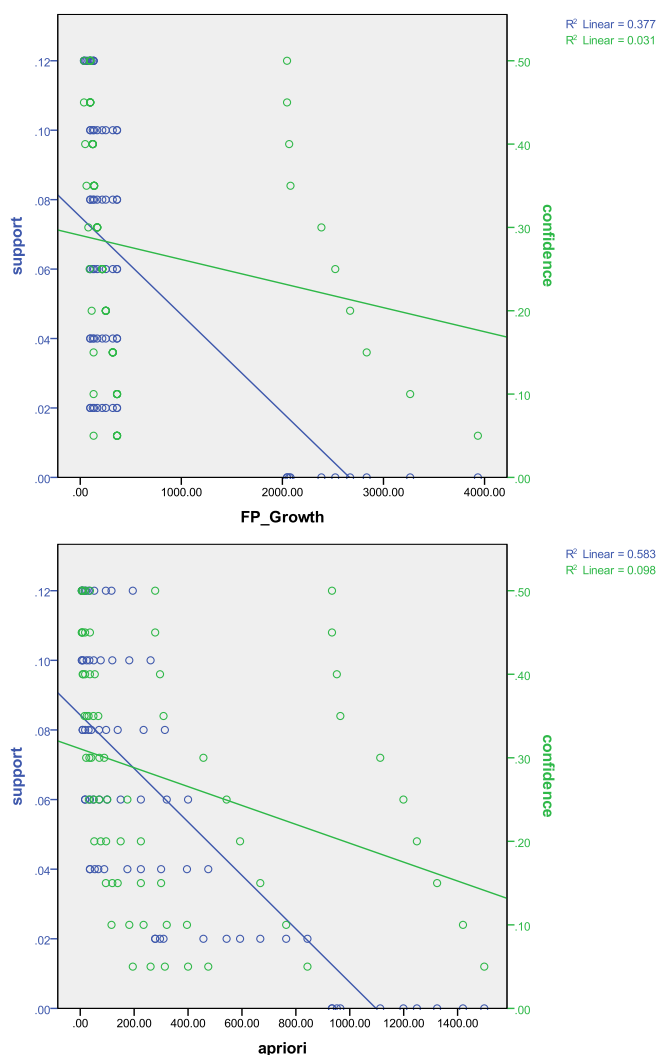 R² Linear = 0.377
R² Linear = 0.031
.12
.10
.08
.06
.04
.02
.00
support
.50
.40
.30
.20
.10
.00
confidence
.00 1000.00 2000.00 3000.00 4000.00
FP_Growth
R² Linear = 0.583
R² Linear = 0.098
.12
.10
.08
.06
.04
.02
.00
support
.50
.40
.30
.20
.10
.00
confidence
.00 200.00 400.00 600.00 800.00 1000.00 1200.00 1400.00
apriori